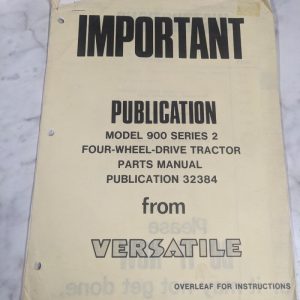 IMPORTANT
PUBLICATION
MODEL 900 SERIES 2
FOUR-WHEEL-DRIVE TRACTOR
PARTS MANUAL
PUBLICATION 32384
from
VERSATILE
OVERLEAF FOR INSTRUCTIONS